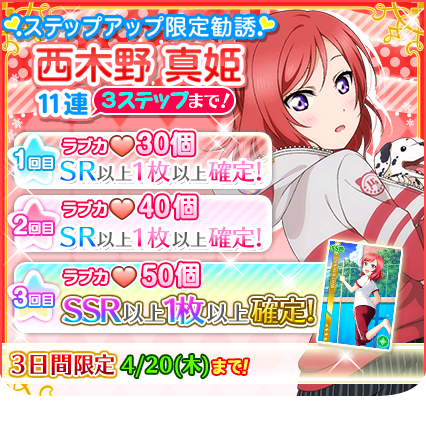 ステップアップ限定勧誘
西木野 真姫
11連 3ステップまで!
1回目 ラブカ 30個
SR以上1枚以上確定!
2回目 ラブカ 40個
SR以上1枚以上確定!
3回目 ラブカ 50個
SSR以上1枚以上確定!
3日間限定 4/20(木)まで!